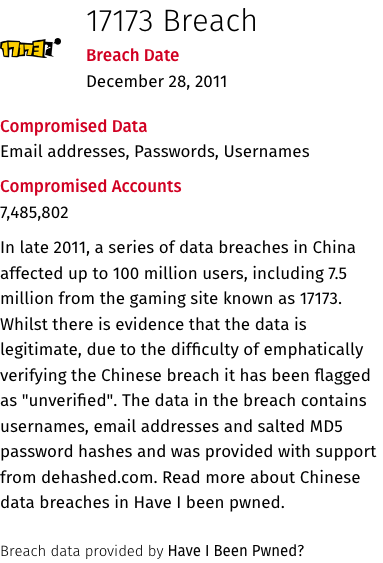 17173 Breach
17173
Breach Date
December 28, 2011
Compromised Data
Email addresses, Passwords, Usernames
Compromised Accounts
7,485,802
In late 2011, a series of data breaches in China
affected up to 100 million users, including 7.5
million from the gaming site known as 17173.
Whilst there is evidence that the data is
legitimate, due to the difficulty of emphatically
verifying the Chinese breach it has been flagged
as "unverified". The data in the breach contains
usernames, email addresses and salted MD5
password hashes and was provided with support
from dehashed.com. Read more about Chinese
data breaches in Have I been pwned.
Breach data provided by Have I Been Pwned?